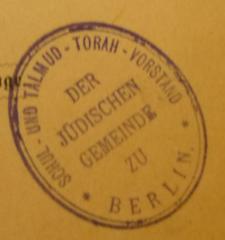 SCHUL - UND TALMUD - TORAH - VORSTAND
DER
JÜDISCHEN
GEMEINDE
ZU
* BERLIN. *